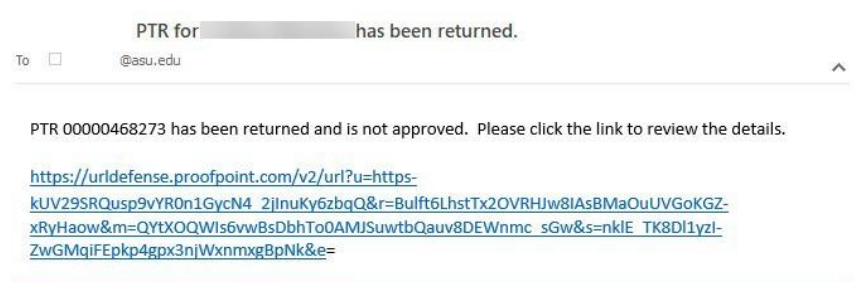 PTR for has been returned.
To @asu.edu
PTR 00000468273 has been returned and is not approved. Please click the link to review the details.
https://urldefense.proofpoint.com/v2/url?u=https-
kUV29SRQusp9vYR0n1GycN4_2jInuKy6zbqQ&r=Bulft6LhstTx2OVRHJw8IAsBMaOuUVGoKGZ-
xRyHaow&m=QYtXOQWIs6vwBsDbhTo0AMJSuwtbQauv8DEWnmc_sGw&s=nklE_TK8Dl1yzI-
ZwGMqiFEpkp4gpx3njWxnmxgBpNk&e=